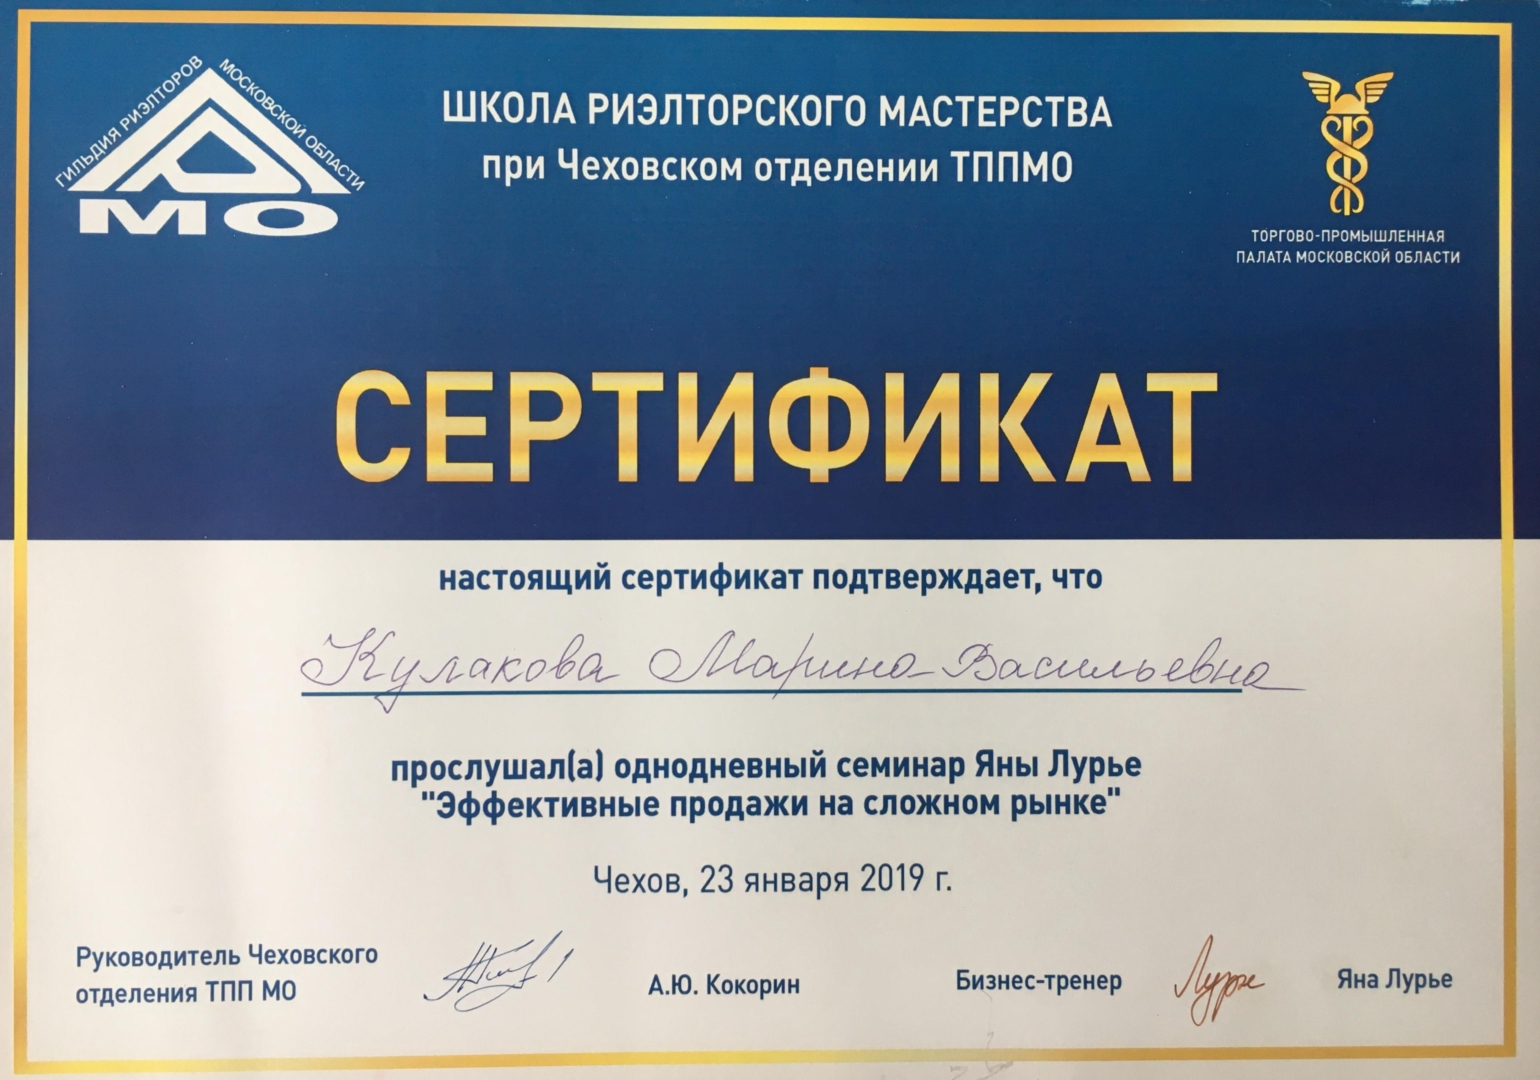 ГИЛЬДИЯ РИЭЛТОРОВ МОСКОВСКОЙ ОБЛАСТИ
МО
ШКОЛА РИЭЛТОРСКОГО МАСТЕРСТВА
при Чеховском отделении ТППМО
ТОРГОВО-ПРОМЫШЛЕННАЯ
ПАЛАТА МОСКОВСКОЙ ОБЛАСТИ
СЕРТИФИКАТ
настоящий сертификат подтверждает, что
Кулакова Марина Васильевна
прослушал(а) однодневный семинар Яны Лурье
"Эффективные продажи на сложном рынке"
Чехов, 23 января 2019 г.
Руководитель Чеховского
отделения ТПП МО
А.Ю. Кокорин
Бизнес-тренер
Лурье
Яна Лурье